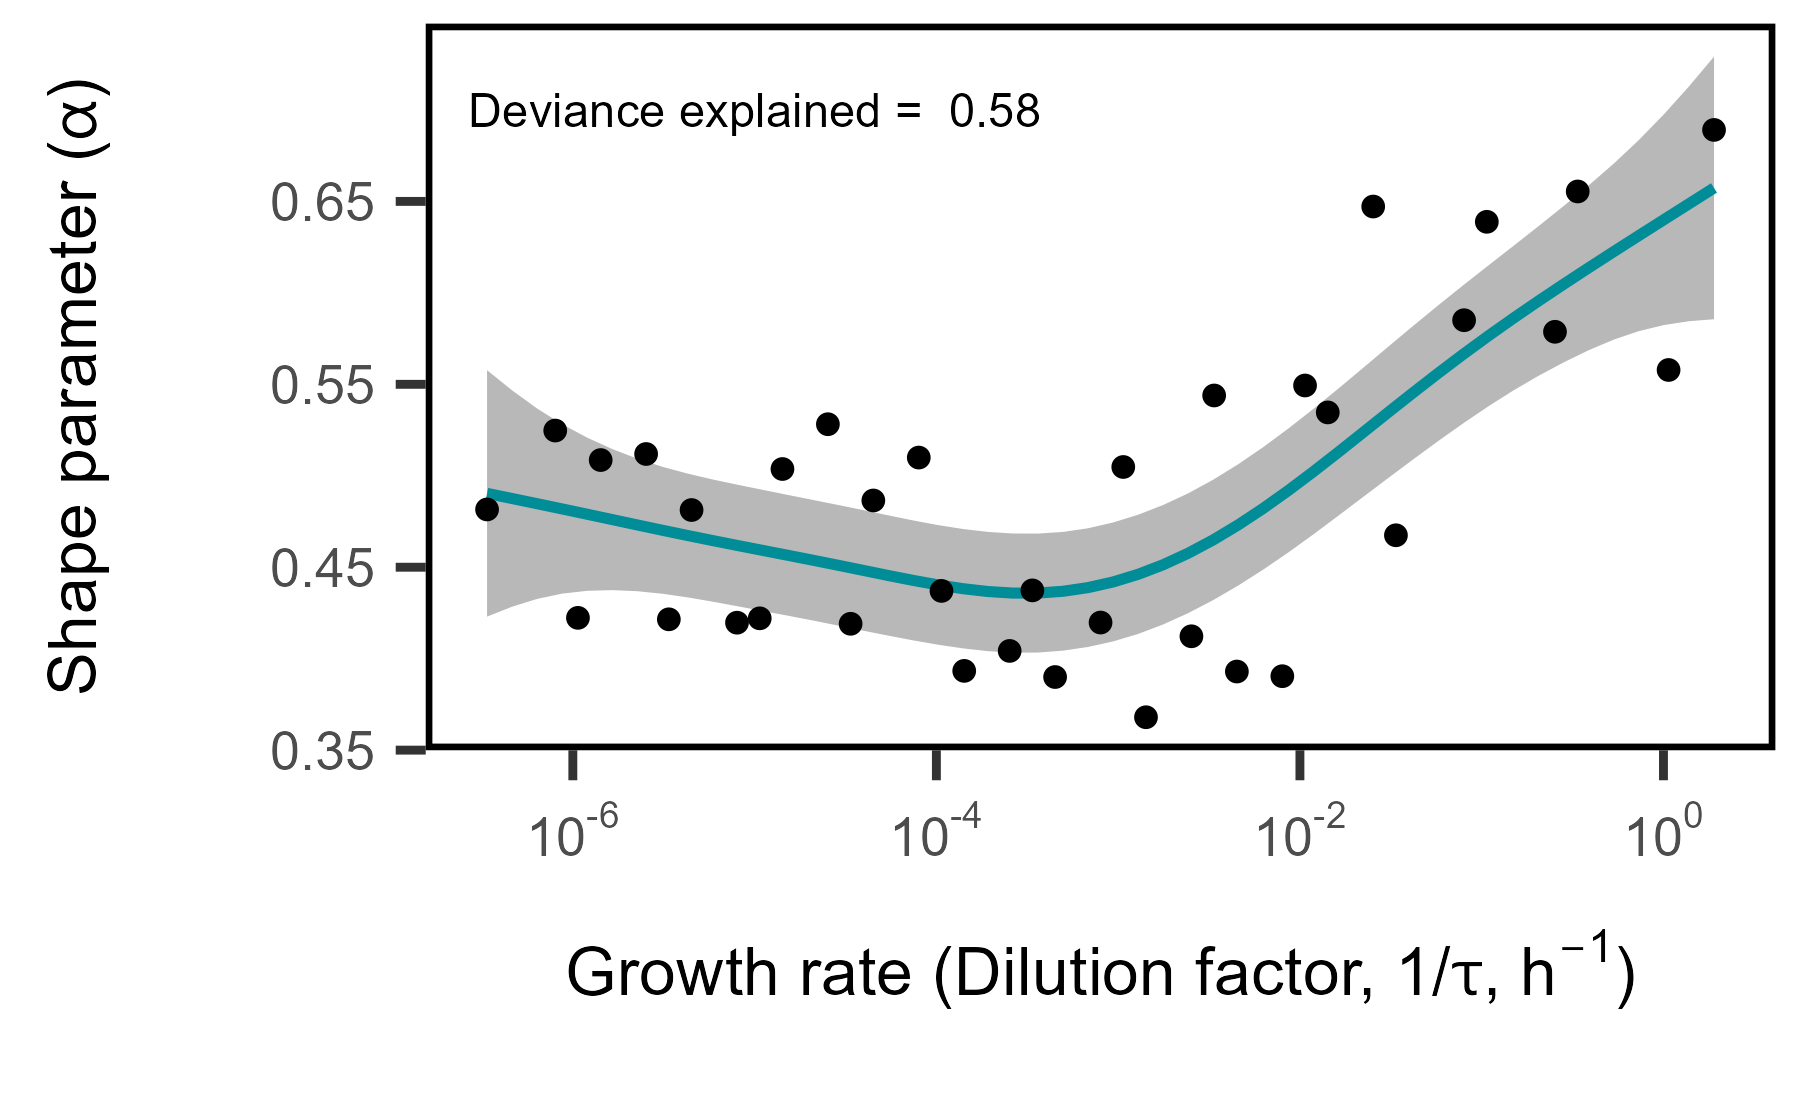 Deviance explained = 0.58
Shape parameter (α)
0.65
0.55
0.45
0.35
10⁻⁶ 10⁻⁴ 10⁻² 10⁰
Growth rate (Dilution factor, 1/τ, h⁻¹)